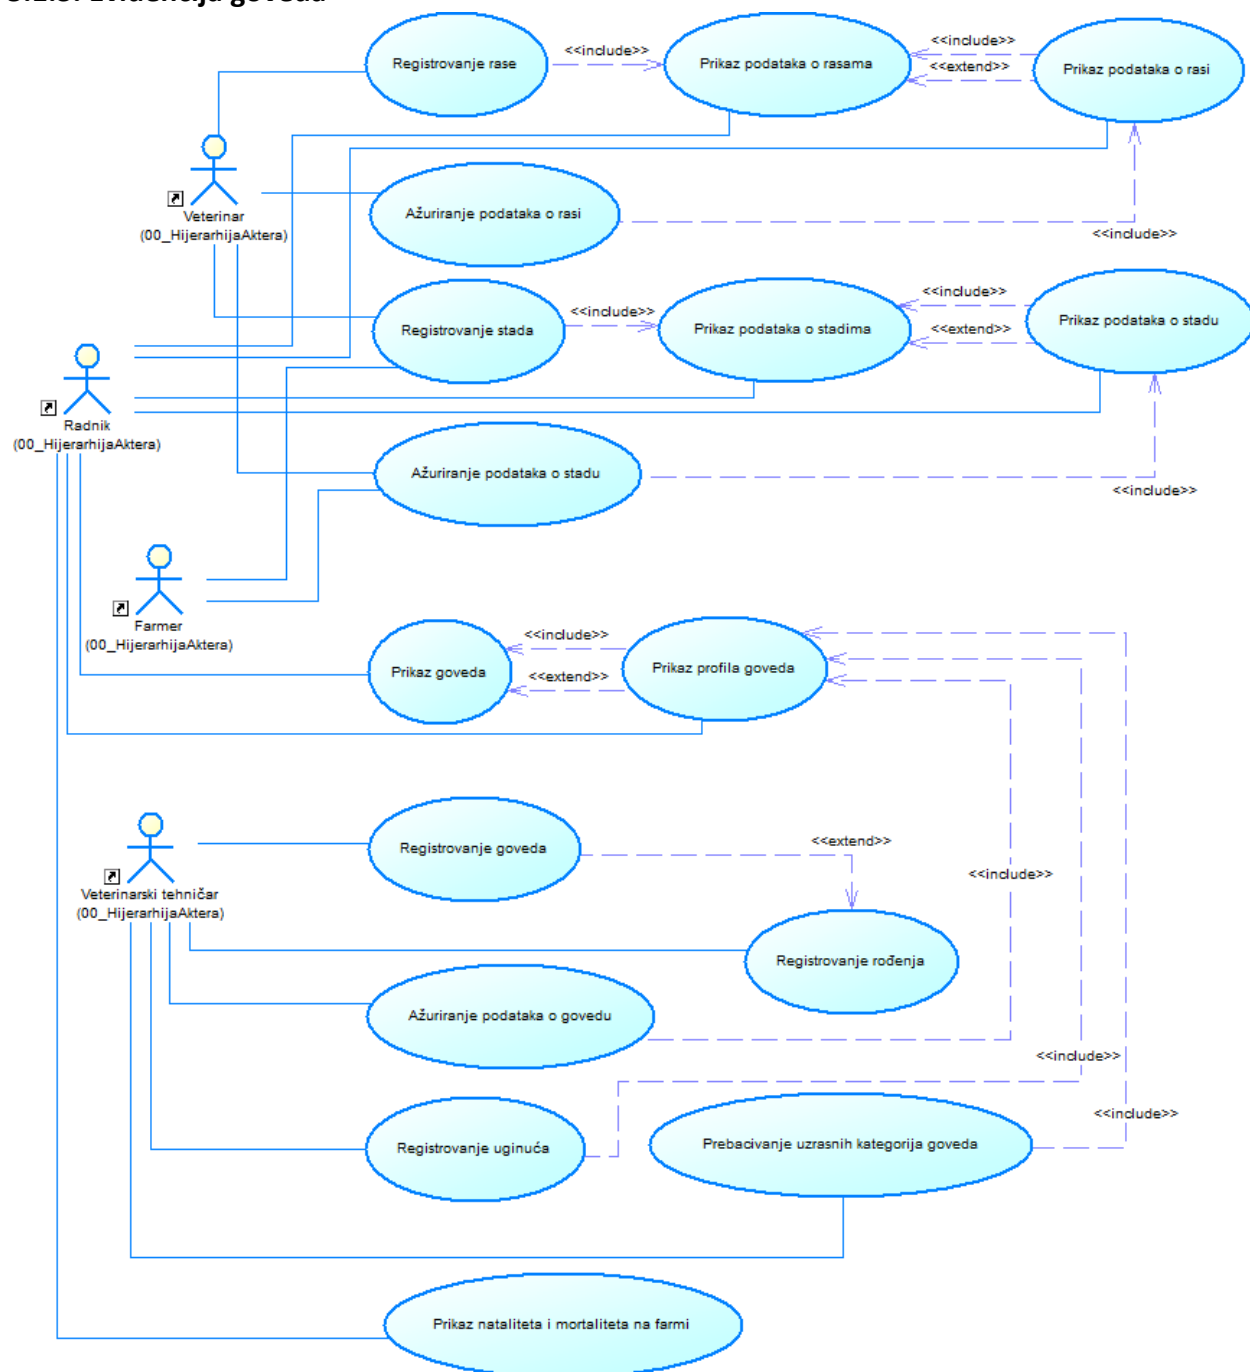 Evidencija goveda
Registrovanje rase
<<include>>
Prikaz podataka o rasama
<<include>>
<<extend>>
Prikaz podataka o rasi
Veterinar
(00_HijerarhijaAktera)
Ažuriranje podataka o rasi
<<include>>
Registrovanje stada
<<include>>
Prikaz podataka o stadima
<<include>>
<<extend>>
Prikaz podataka o stadu
Radnik
(00_HijerarhijaAktera)
Ažuriranje podataka o stadu
<<include>>
Farmer
(00_HijerarhijaAktera)
Prikaz goveda
<<include>>
<<extend>>
Prikaz profila goveda
Registrovanje goveda
<<extend>>
<<include>>
Veterinarski tehničar
(00_HijerarhijaAktera)
Registrovanje rođenja
Ažuriranje podataka o govedu
<<include>>
<<include>>
Registrovanje uginuća
Prebacivanje uzrasnih kategorija goveda
Prikaz nataliteta i mortaliteta na farmi